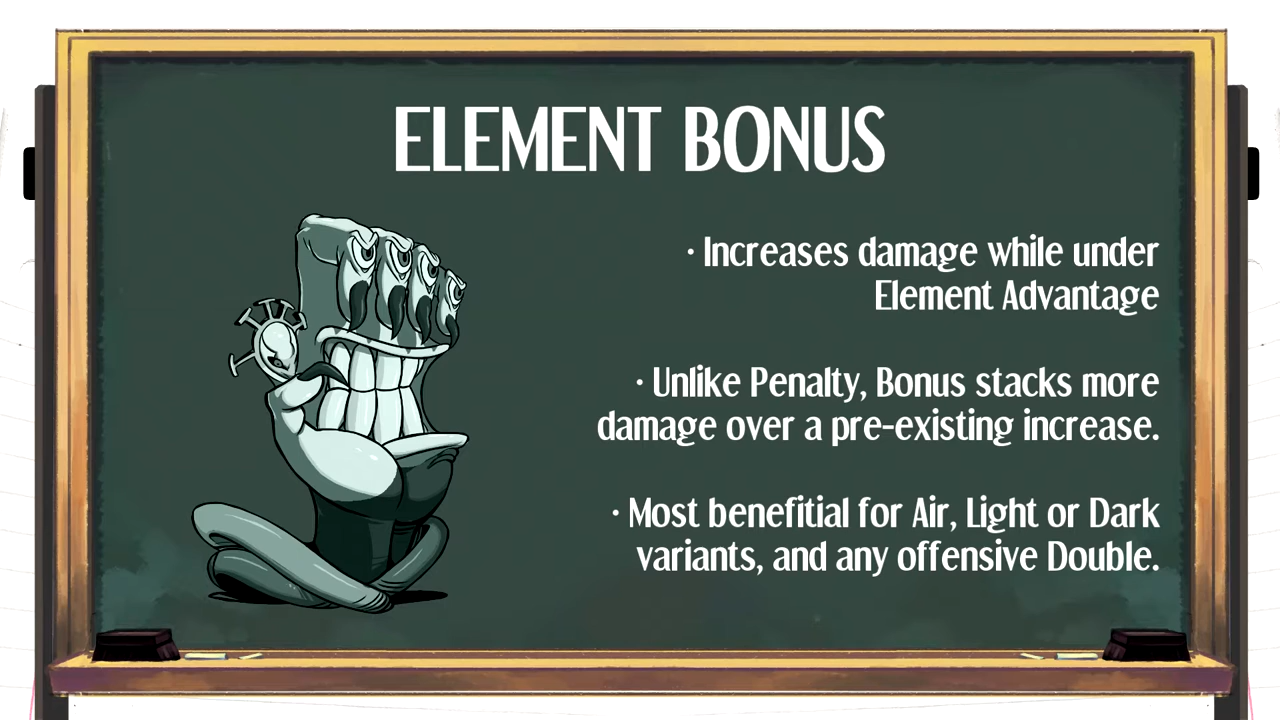 ELEMENT BONUS
· Increases damage while under
Element Advantage
· Unlike Penalty, Bonus stacks more
damage over a pre-existing increase.
· Most benefitial for Air, Light or Dark
variants, and any offensive Double.